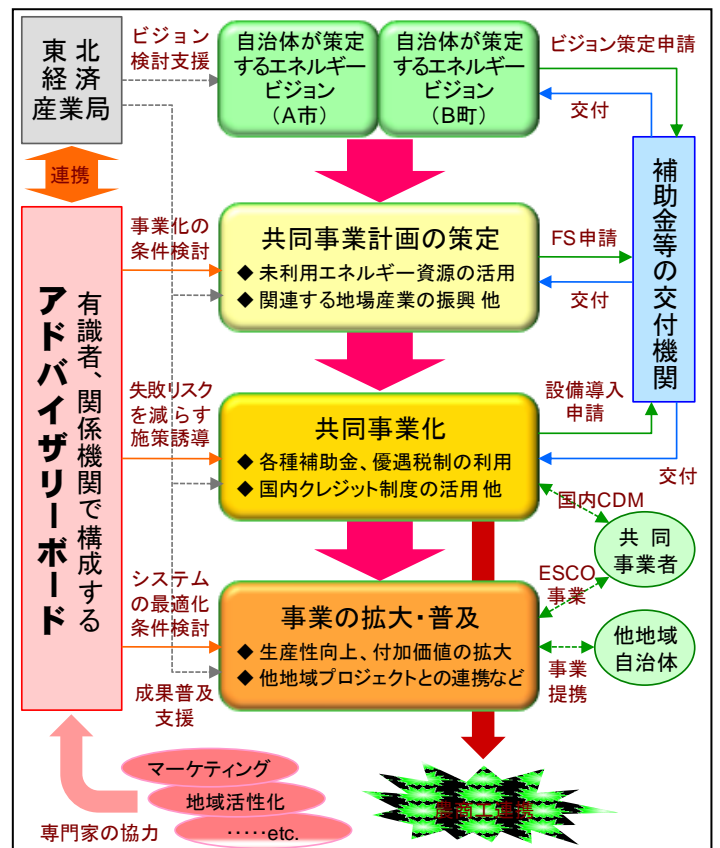 東 北
経 済
産業局
ビジョン
検討支援
自治体が策定
するエネルギー
ビジョン
（A市）
自治体が策定
するエネルギー
ビジョン
（B町）
ビジョン策定申請
交付
連携
補助金等の交付機関
有識者、関係機関で構成する
アドバイザリーボード
事業化の
条件検討
共同事業計画の策定
◆ 未利用エネルギー資源の活用
◆ 関連する地場産業の振興 他
FS申請
交付
失敗リスク
を減らす
施策誘導
共同事業化
◆ 各種補助金、優遇税制の利用
◆ 国内クレジット制度の活用 他
設備導入
申請
交付
国内CDM
共 同
事業者
ESCO
事業
システム
の最適化
条件検討
事業の拡大・普及
◆ 生産性向上、付加価値の拡大
◆ 他地域プロジェクトとの連携など
他地域
自治体
事業
提携
成果普及
支援
マーケティング
地域活性化
‥‥‥etc.
専門家の協力
農商工連携